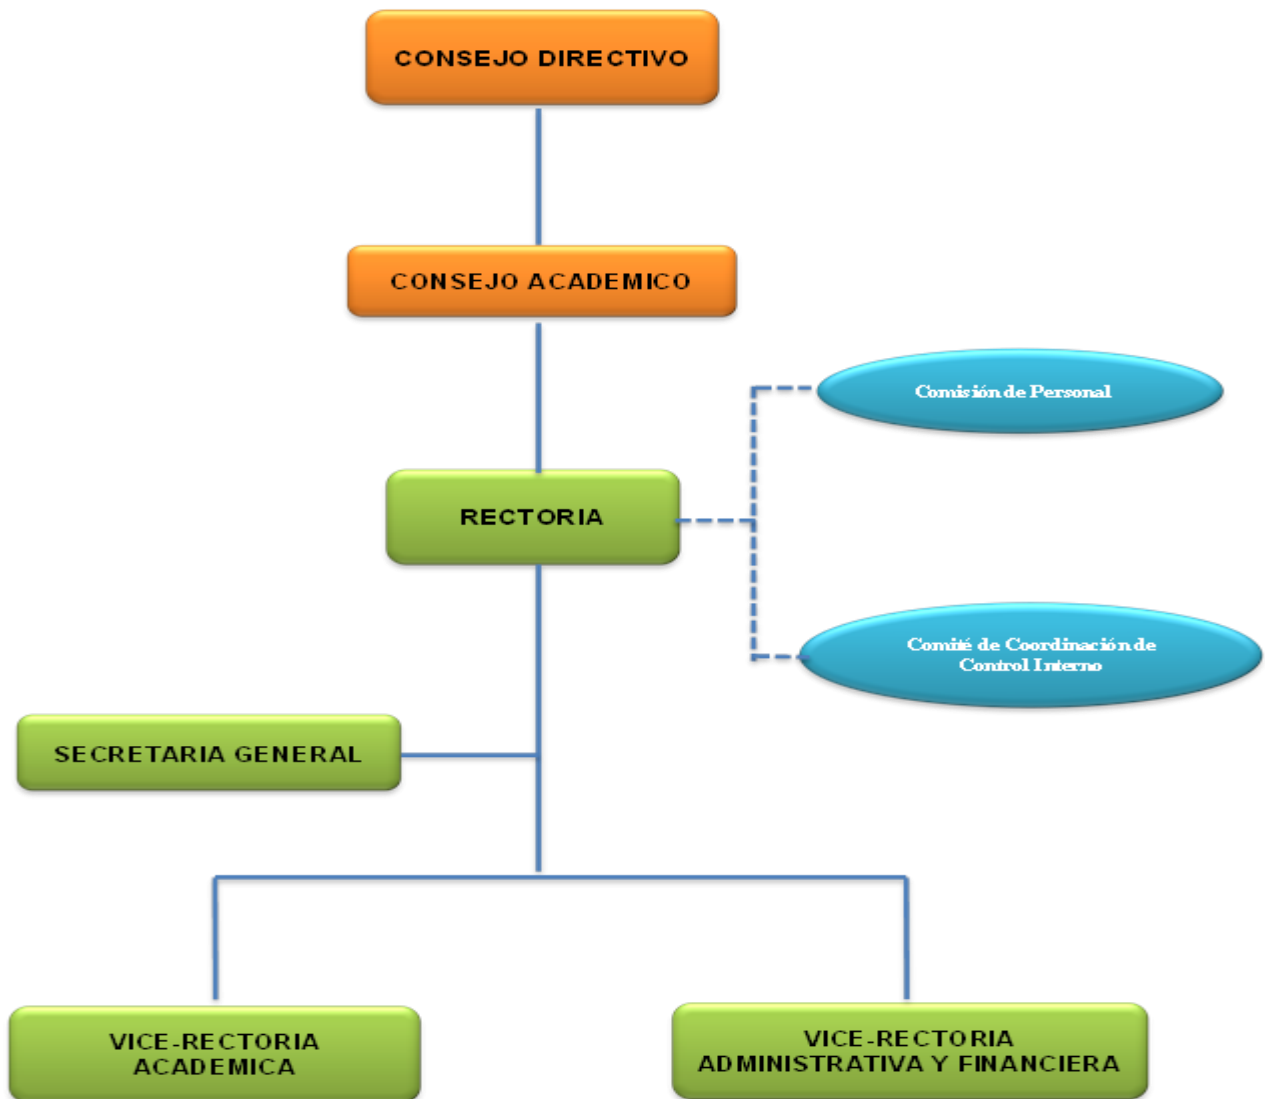 CONSEJO DIRECTIVO
CONSEJO ACADEMICO
Comisión de Personal
RECTORIA
Comité de Coordinación de
Control Interno
SECRETARIA GENERAL
VICE-RECTORIA
ACADEMICA
VICE-RECTORIA
ADMINISTRATIVA Y FINANCIERA